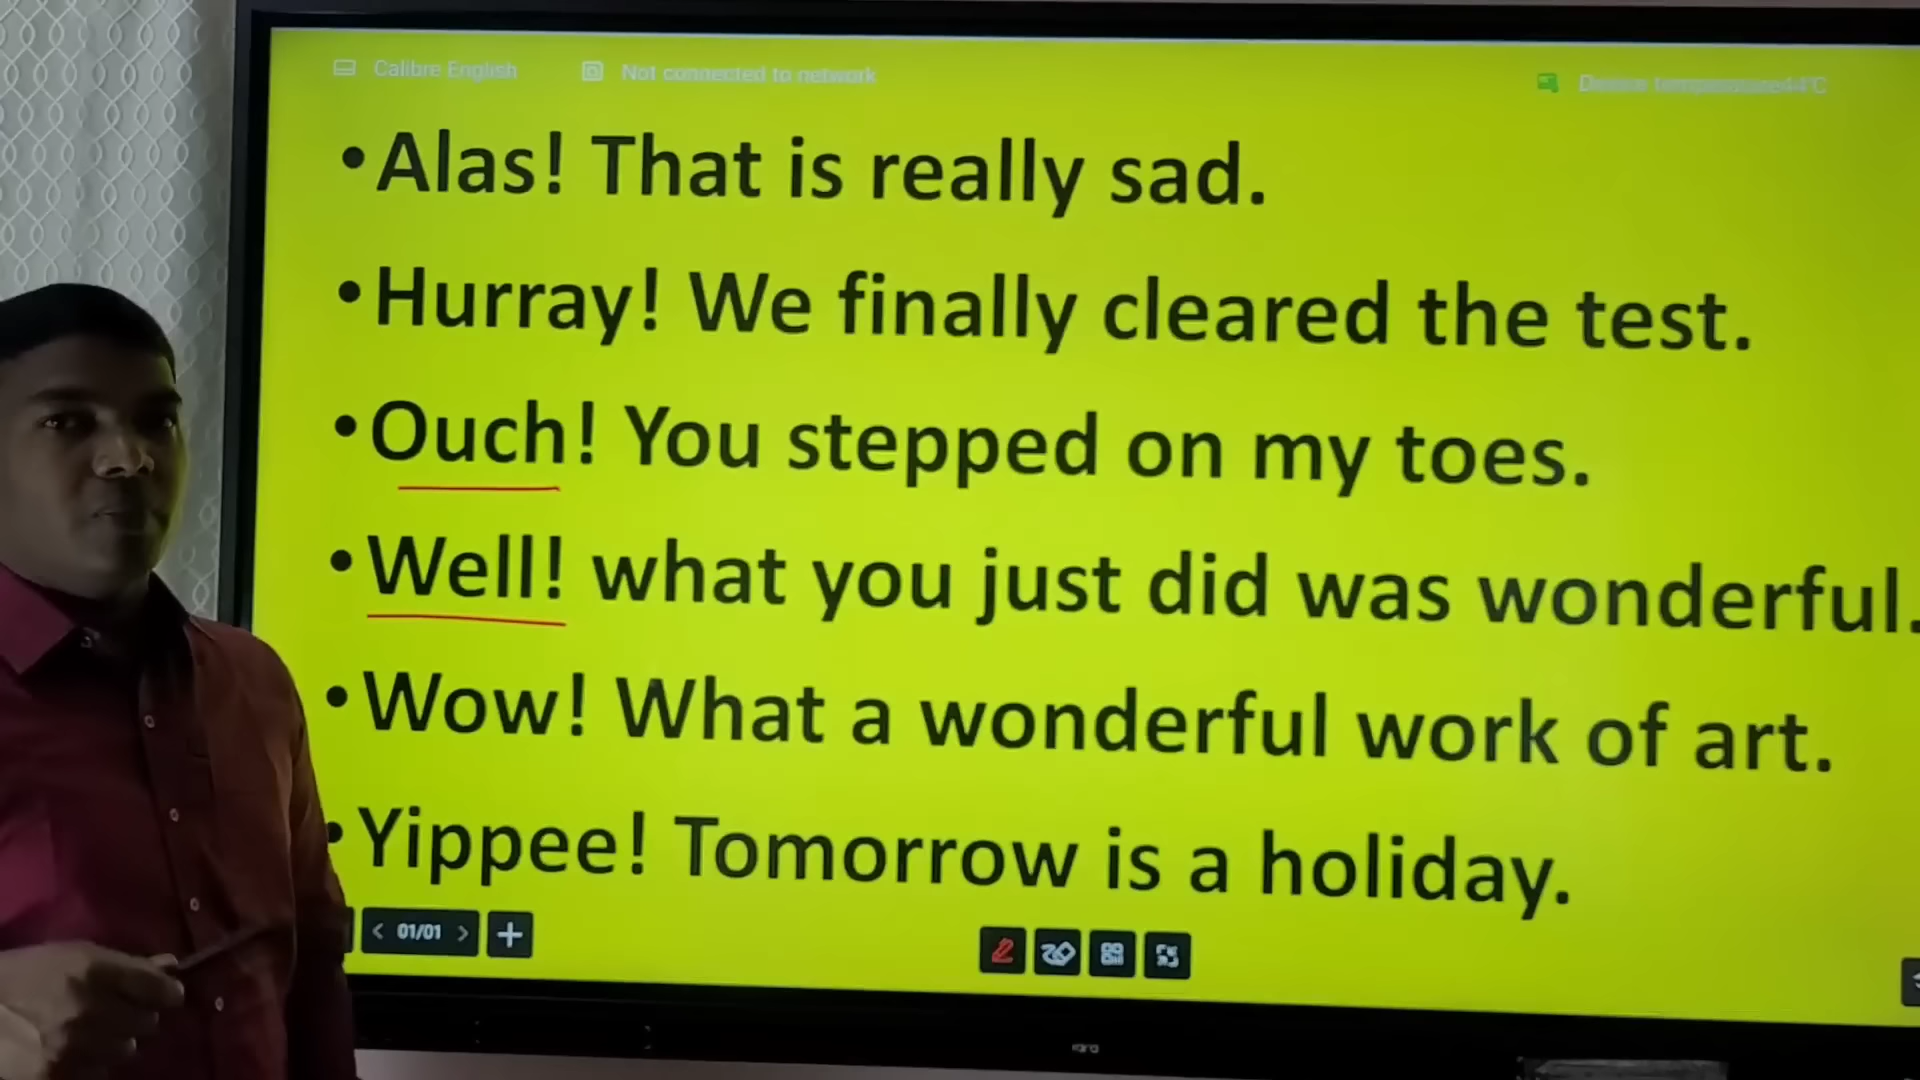 Calibre English Not connected to network Device temperature44°C
•Alas! That is really sad.
•Hurray! We finally cleared the test.
•Ouch! You stepped on my toes.
•Well! what you just did was wonderful.
•Wow! What a wonderful work of art.
•Yippee! Tomorrow is a holiday.
< 01/01 > +